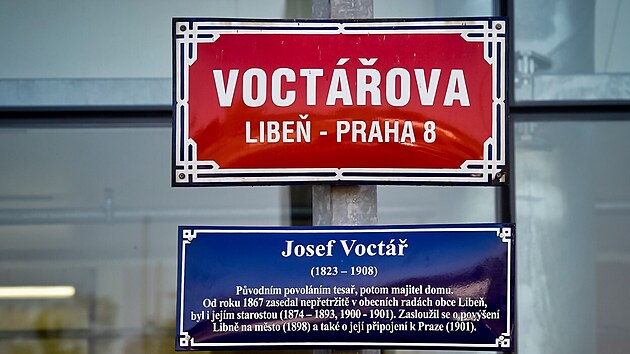 VOCTÁŘOVA
LIBEŇ - PRAHA 8
Josef Voctář
(1823 – 1908)
Původním povoláním tesař, potom majitel domu.
Od roku 1867 zasedal nepřetržitě v obecních radách obce Libeň,
byl i jejím starostou (1874 – 1893, 1900 - 1901). Zasloužil se o povýšení
Libně na město (1898) a také o její připojení k Praze (1901).